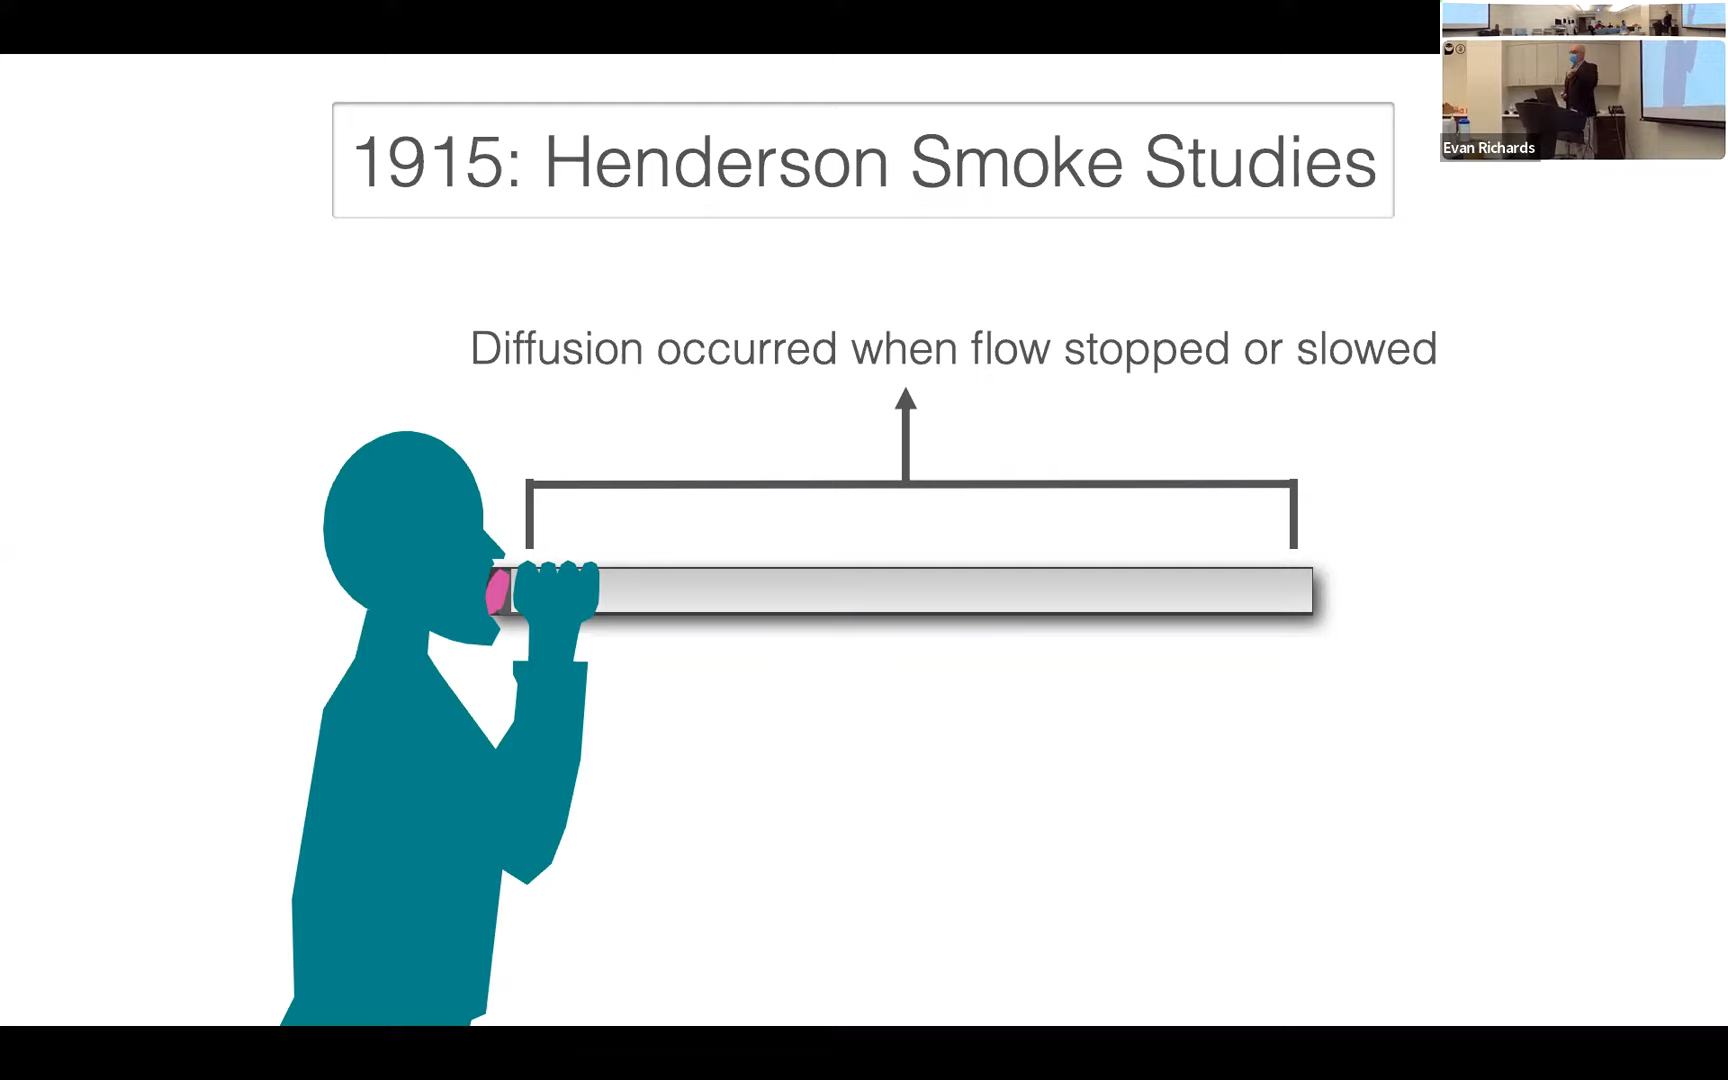 1915: Henderson Smoke Studies
Evan Richards
Diffusion occurred when flow stopped or slowed